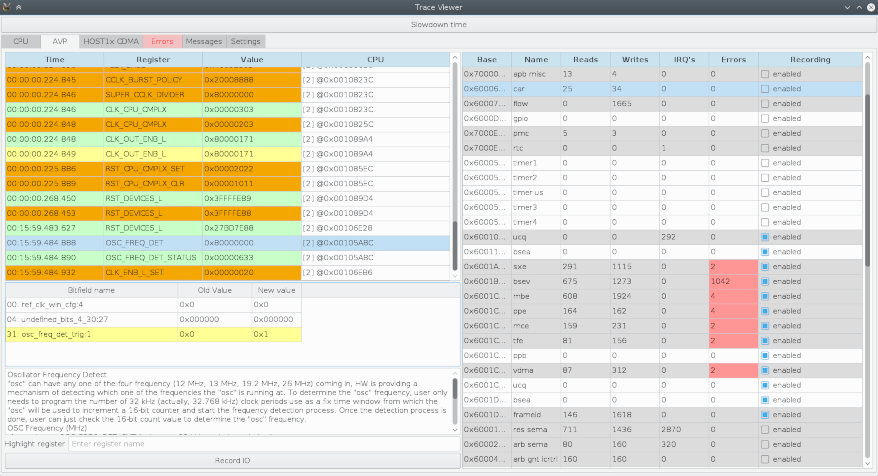 Trace Viewer
Slowdown time
CPU AVP HOST1x CDMA Errors Messages Settings
Time Register Value CPU
00:00:00.224.845 CCLK_BURST_POLICY 0x20008888 [2] @0x0010823C
00:00:00.224.846 SUPER_CCLK_DIVIDER 0x80000000 [2] @0x0010823C
00:00:00.224.846 CLK_CPU_CMPLX 0x00000303 [2] @0x0010823C
00:00:00.224.848 CLK_CPU_CMPLX 0x00000203 [2] @0x0010825C
00:00:00.224.848 CLK_OUT_ENB_L 0x80000171 [2] @0x001089A4
00:00:00.224.849 CLK_OUT_ENB_L 0x80000171 [2] @0x001089A4
00:00:00.225.886 RST_CPU_CMPLX_SET 0x00002022 [2] @0x001085EC
00:00:00.225.889 RST_CPU_CMPLX_CLR 0x00001011 [2] @0x001085EC
00:00:00.268.450 RST_DEVICES_L 0x3FFFFE89 [2] @0x001089D4
00:00:00.268.453 RST_DEVICES_L 0x3FFFFE88 [2] @0x001089D4
00:15:59.483.627 RST_DEVICES_L 0x27BD7E88 [2] @0x00106E28
00:15:59.484.888 OSC_FREQ_DET 0x80000000 [2] @0x00105A8C
00:15:59.484.890 OSC_FREQ_DET_STATUS 0x00000633 [2] @0x00105A8C
00:15:59.484.932 CLK_ENB_L_SET 0x00000020 [2] @0x00106EB6
Bitfield name Old Value New value
00: ref_clk_win_cfg:4 0x0 0x0
04: undefined_bits_4_30:27 0x000000 0x000000
31: osc_freq_det_trig:1 0x0 0x1
Oscillator Frequency Detect
"osc" can have any one of the four frequency (12 MHz, 13 MHz, 19.2 MHz, 26 MHz) coming in, HW is providing a
mechanism of detecting which one of the frequencies the "osc" is running at. To determine the "osc" frequency, user only
needs to program the number of 32 kHz (actually, 32.768 kHz) clock periods use as a fix time window from which the
"osc" will be used to increment a 16-bit counter and start the frequency detection process. Once the detection process is
done, user can just check the 16-bit count value to determine the "osc" frequency.
OSC Frequency (MHz)
Highlight register Enter register name
Record ID
Base Name Reads Writes IRQ's Errors Recording
0x70000... apb misc 13 4 0 0 enabled
0x60006... car 25 34 0 0 enabled
0x60007... flow 0 1665 0 0 enabled
0x6000D... gpio 0 0 0 0 enabled
0x7000E... pmc 5 3 0 0 enabled
0x7000E... rtc 0 0 1 0 enabled
0x60005... timer1 0 0 0 0 enabled
0x60005... timer2 0 0 0 0 enabled
0x60005... timer us 0 0 0 0 enabled
0x60005... timer3 0 0 0 0 enabled
0x60005... timer4 0 0 0 0 enabled
0x60010... ucq 0 0 292 0 enabled
0x60011... bsea 0 0 0 0 enabled
0x6001A... sxe 291 1115 0 2 enabled
0x6001B... bsev 675 1273 0 1042 enabled
0x6001C... mbe 608 1924 0 4 enabled
0x6001C... ppe 164 162 0 4 enabled
0x6001C... mce 159 231 0 2 enabled
0x6001C... tfe 81 156 0 2 enabled
0x6001C... ppb 0 0 0 0 enabled
0x6001C... vdma 87 312 0 2 enabled
0x6001C... ucq 0 0 0 0 enabled
0x6001D... bsea 0 0 0 0 enabled
0x6001D... frameid 146 1618 0 0 enabled
0x60001... res sema 711 1436 2870 0 enabled
0x60002... arb sema 80 160 320 0 enabled
0x60004... arb gnt icrtrl 160 160 0 0 enabled